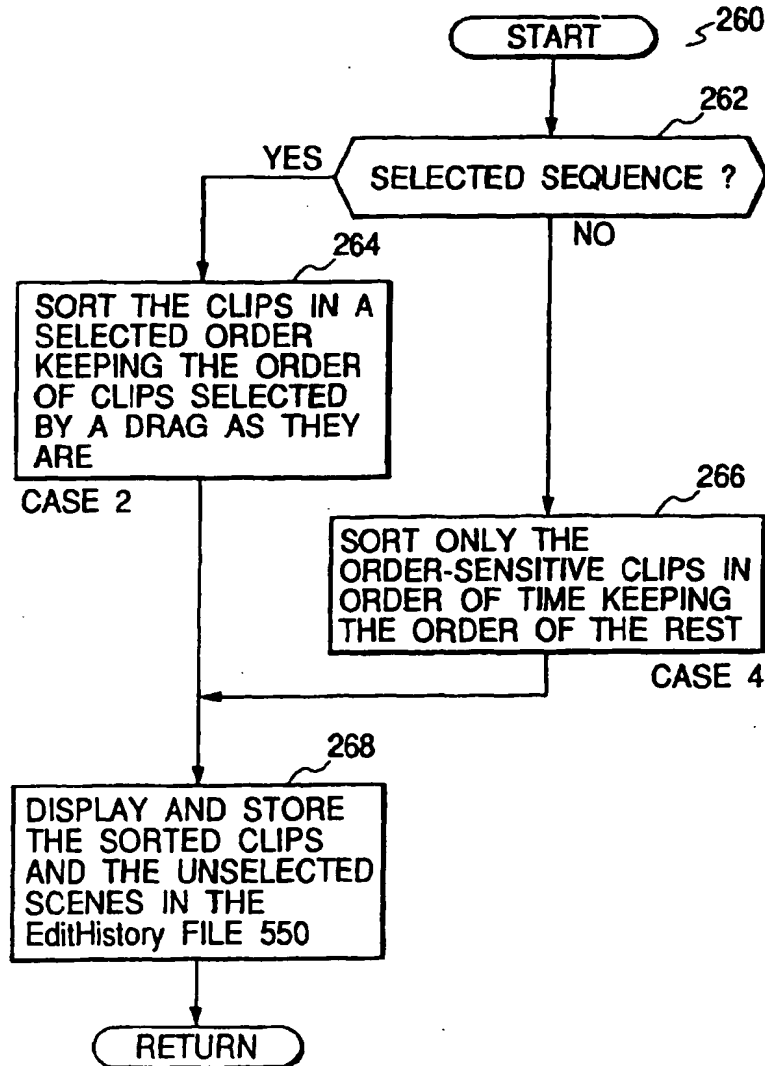 START
260
262
YES
SELECTED SEQUENCE ?
NO
264
SORT THE CLIPS IN A
SELECTED ORDER
KEEPING THE ORDER
OF CLIPS SELECTED
BY A DRAG AS THEY
ARE
CASE 2
266
SORT ONLY THE
ORDER-SENSITIVE CLIPS IN
ORDER OF TIME KEEPING
THE ORDER OF THE REST
CASE 4
268
DISPLAY AND STORE
THE SORTED CLIPS
AND THE UNSELECTED
SCENES IN THE
EditHistory FILE 550
RETURN